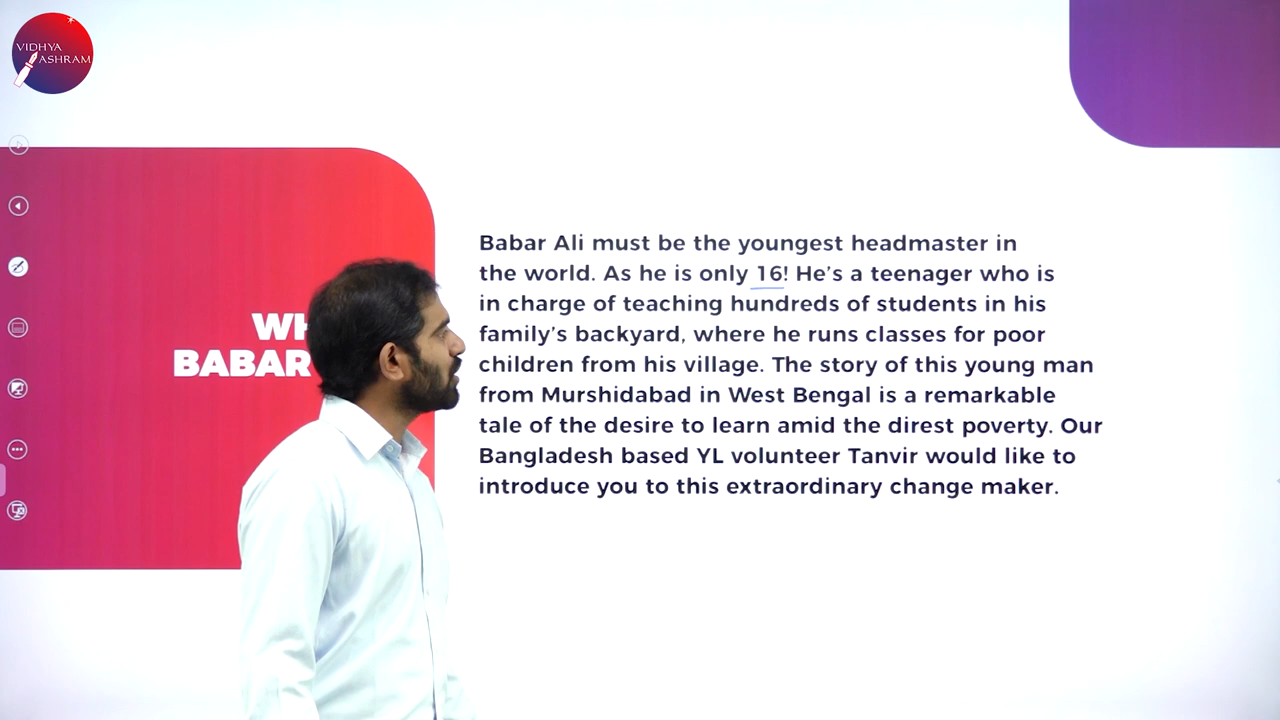 VIDHYA
ASHRAM
BABAR
Babar Ali must be the youngest headmaster in
the world. As he is only 16! He's a teenager who is
in charge of teaching hundreds of students in his
family's backyard, where he runs classes for poor
children from his village. The story of this young man
from Murshidabad in West Bengal is a remarkable
tale of the desire to learn amid the direst poverty. Our
Bangladesh based YL volunteer Tanvir would like to
introduce you to this extraordinary change maker.